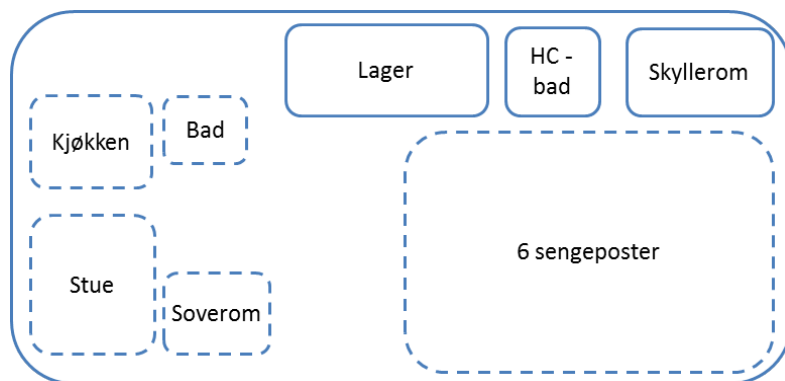 Lager
HC -
bad
Skyllerom
Kjøkken
Bad
6 sengeposter
Stue
Soverom